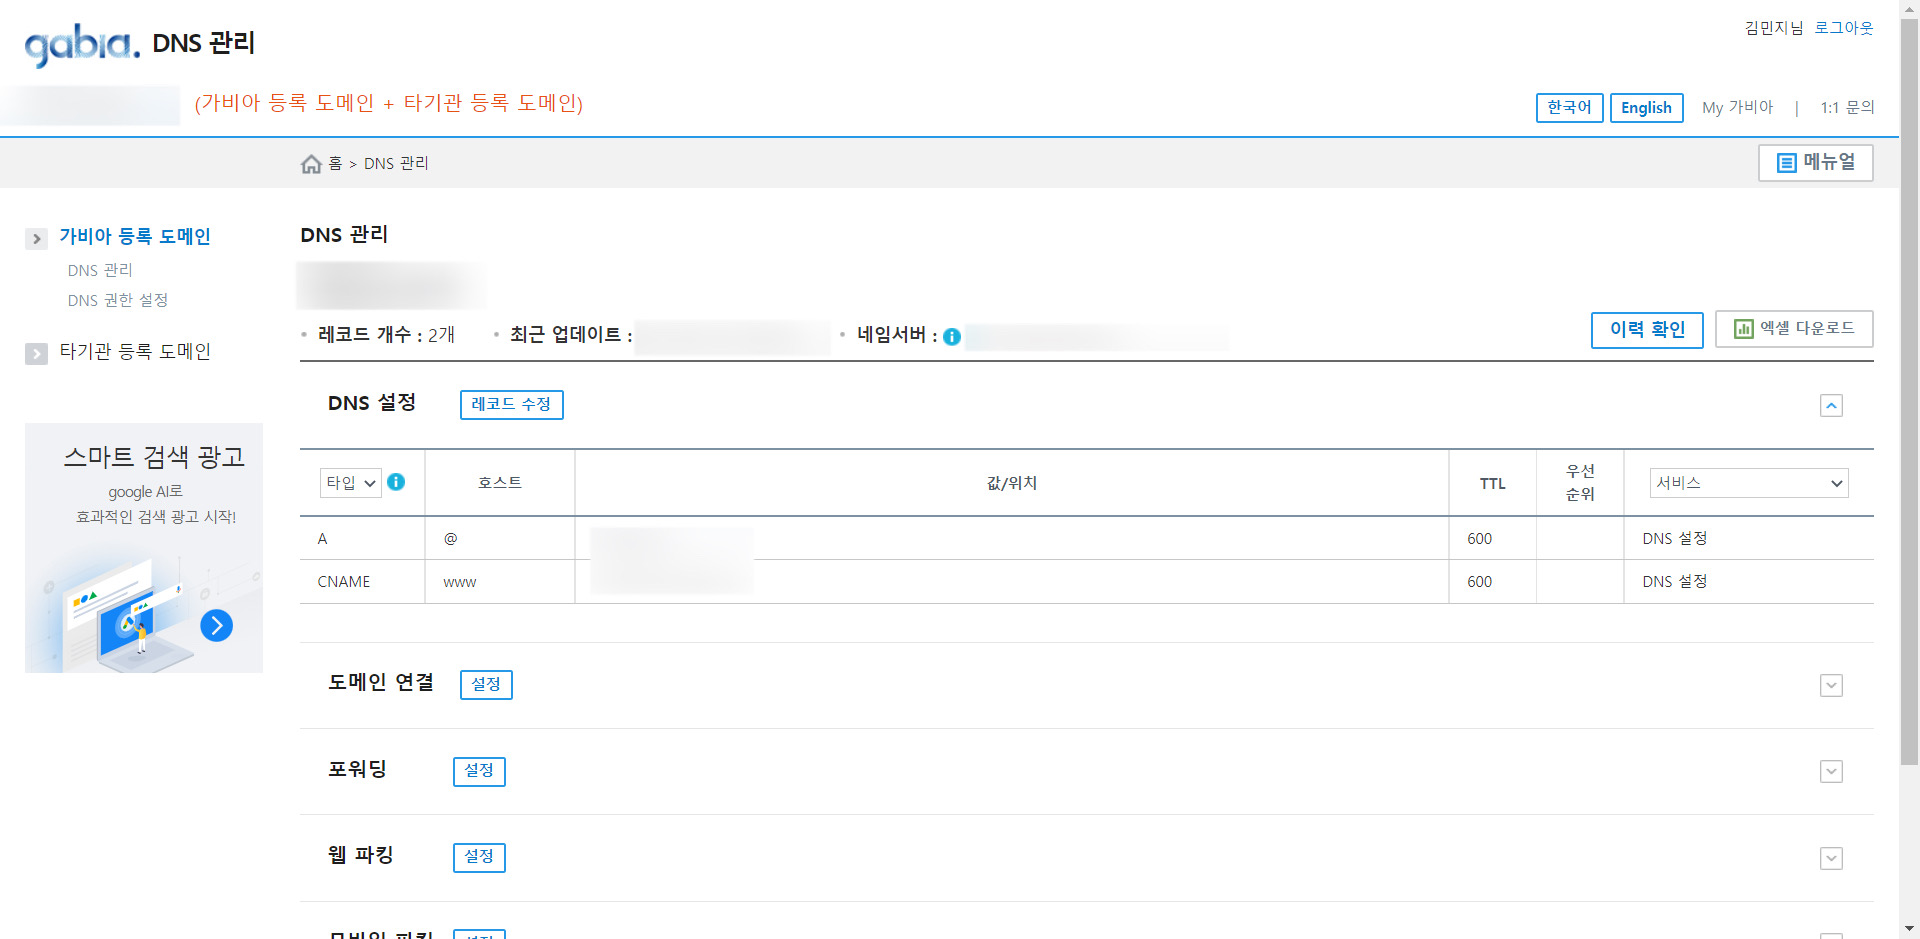 gabia. DNS 관리
김민지님 로그아웃
(가비아 등록 도메인 + 타기관 등록 도메인)
한국어 English My 가비아 | 1:1 문의
홈 > DNS 관리
메뉴얼
가비아 등록 도메인
DNS 관리
DNS 권한 설정
타기관 등록 도메인
스마트 검색 광고
google AI로
효과적인 검색 광고 시작!
DNS 관리
• 레코드 개수 : 2개 • 최근 업데이트 : • 네임서버 :
이력 확인 엑셀 다운로드
DNS 설정 레코드 수정
타입 호스트 값/위치 TTL 우선 순위 서비스
A @ 600 DNS 설정
CNAME www 600 DNS 설정
도메인 연결 설정
포워딩 설정
웹 파킹 설정